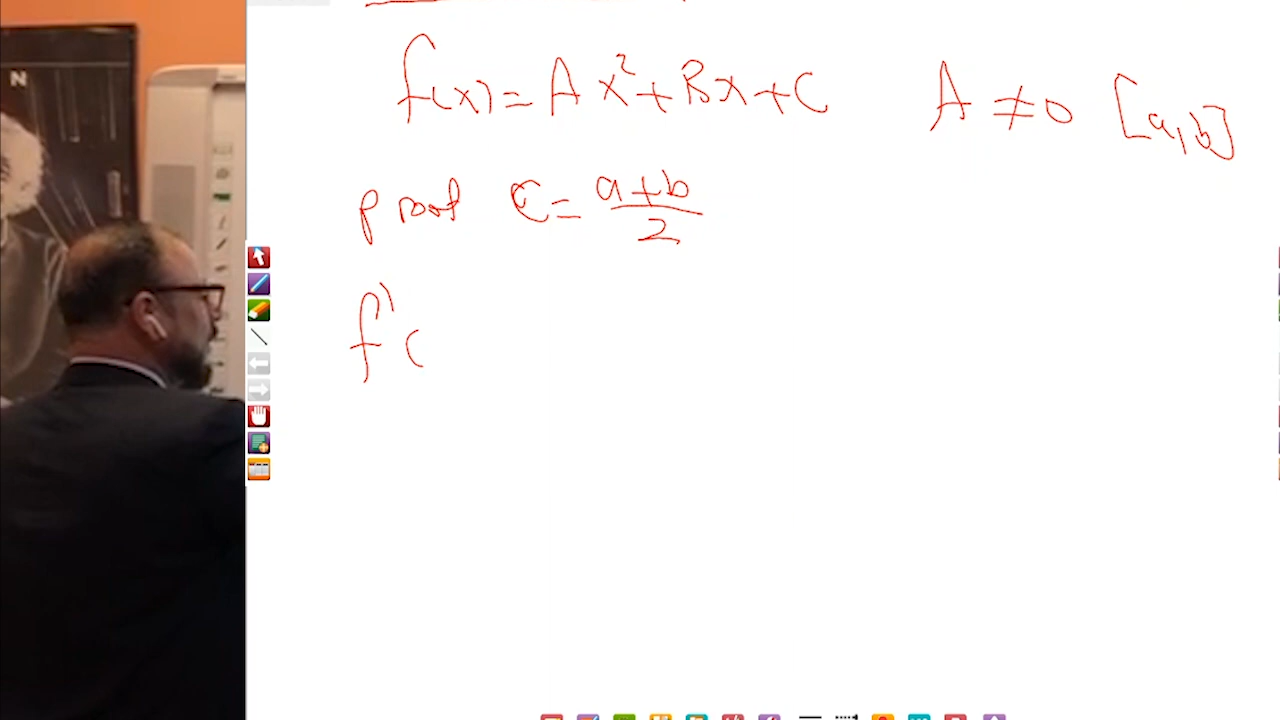 f(x) = Ax²+Bx+C A ≠ 0 [a,b]
proof C = a+b/2
f'(
N